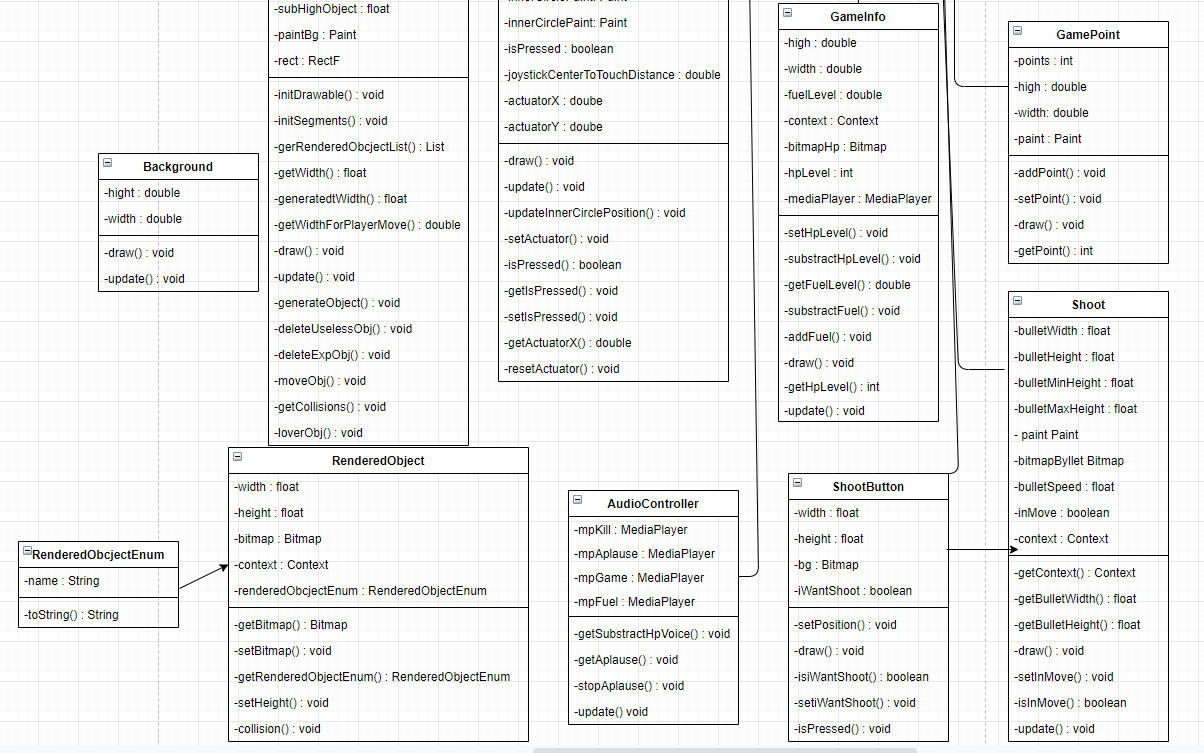 -subHighObject : float
-paintBg : Paint
-rect : RectF
-initDrawable() : void
-initSegments() : void
-gerRenderedObcjectList() : List
-getWidth() : float
-generatedtWidth() : float
-getWidthForPlayerMove() : double
-draw() : void
-update() : void
-generateObject() : void
-deleteUselessObj() : void
-deleteExpObj() : void
-moveObj() : void
-getCollisions() : void
-loverObj() : void
-innerCirclePaint: Paint
-isPressed : boolean
-joystickCenterToTouchDistance : double
-actuatorX : doube
-actuatorY : doube
-draw() : void
-update() : void
-updateInnerCirclePosition() : void
-setActuator() : void
-isPressed() : boolean
-getIsPressed() : void
-setIsPressed() : void
-getActuatorX() : double
-resetActuator() : void
GameInfo
-high : double
-width : double
-fuelLevel : double
-context : Context
-bitmapHp : Bitmap
-hpLevel : int
-mediaPlayer : MediaPlayer
-setHpLevel() : void
-substractHpLevel() : void
-getFuelLevel() : double
-substractFuel() : void
-addFuel() : void
-draw() : void
-getHpLevel() : int
-update() : void
GamePoint
-points : int
-high : double
-width: double
-paint : Paint
-addPoint() : void
-setPoint() : void
-draw() : void
-getPoint() : int
Background
-hight : double
-width : double
-draw() : void
-update() : void
Shoot
-bulletWidth : float
-bulletHeight : float
-bulletMinHeight : float
-bulletMaxHeight : float
- paint Paint
-bitmapByllet Bitmap
-bulletSpeed : float
-inMove : boolean
-context : Context
-getContext() : Context
-getBulletWidth() : float
-getBulletHeight() : float
-draw() : void
-setInMove() : void
-isInMove() : boolean
-update() : void
RenderedObject
-width : float
-height : float
-bitmap : Bitmap
-context : Context
-renderedObcjectEnum : RenderedObjectEnum
-getBitmap() : Bitmap
-setBitmap() : void
-getRenderedObjectEnum() : RenderedObjectEnum
-setHeight() : void
-collision() : void
RenderedObcjectEnum
-name : String
-toString() : String
AudioController
-mpKill : MediaPlayer
-mpAplause : MediaPlayer
-mpGame : MediaPlayer
-mpFuel : MediaPlayer
-getSubstractHpVoice() : void
-getAplause() : void
-stopAplause() : void
-update() void
ShootButton
-width : float
-height : float
-bg : Bitmap
-iWantShoot : boolean
-setPosition() : void
-draw() : void
-isiWantShoot() : boolean
-setiWantShoot() : void
-isPressed() : void